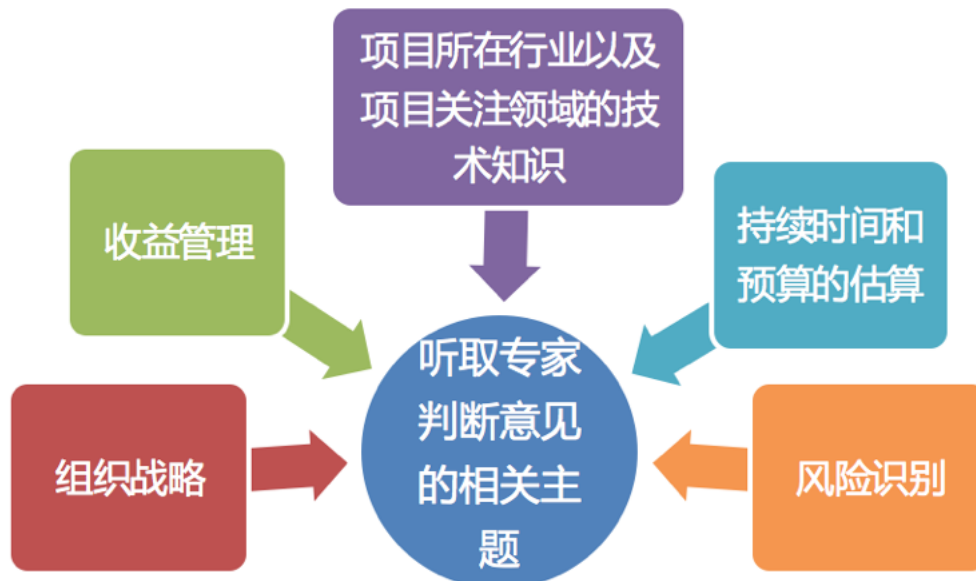 项目所在行业以及
项目关注领域的技
术知识
收益管理
持续时间和
预算的估算
听取专家
判断意见
的相关主
题
组织战略
风险识别